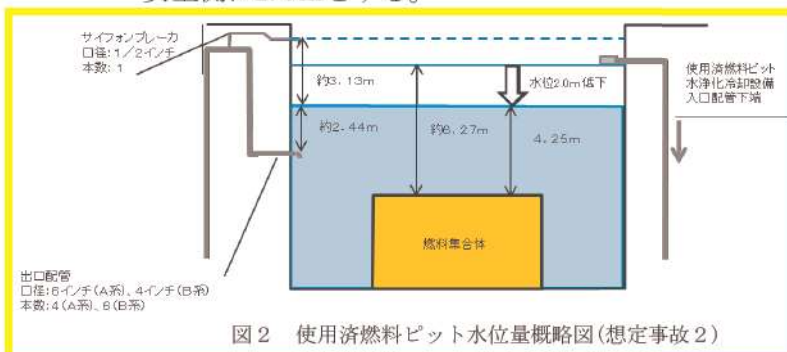 サイフォンブレーカ
口径:1/2インチ
本数:1
約3.13m
水位2.0m低下
使用済燃料ピット
水浄化冷却設備
入口配管下端
約2.44m
約6.27m
4.25m
燃料集合体
出口配管
口径:6インチ(A系)、4インチ(B系)
本数:4(A系)、6(B系)
図2 使用済燃料ピット水位量概略図(想定事故2)